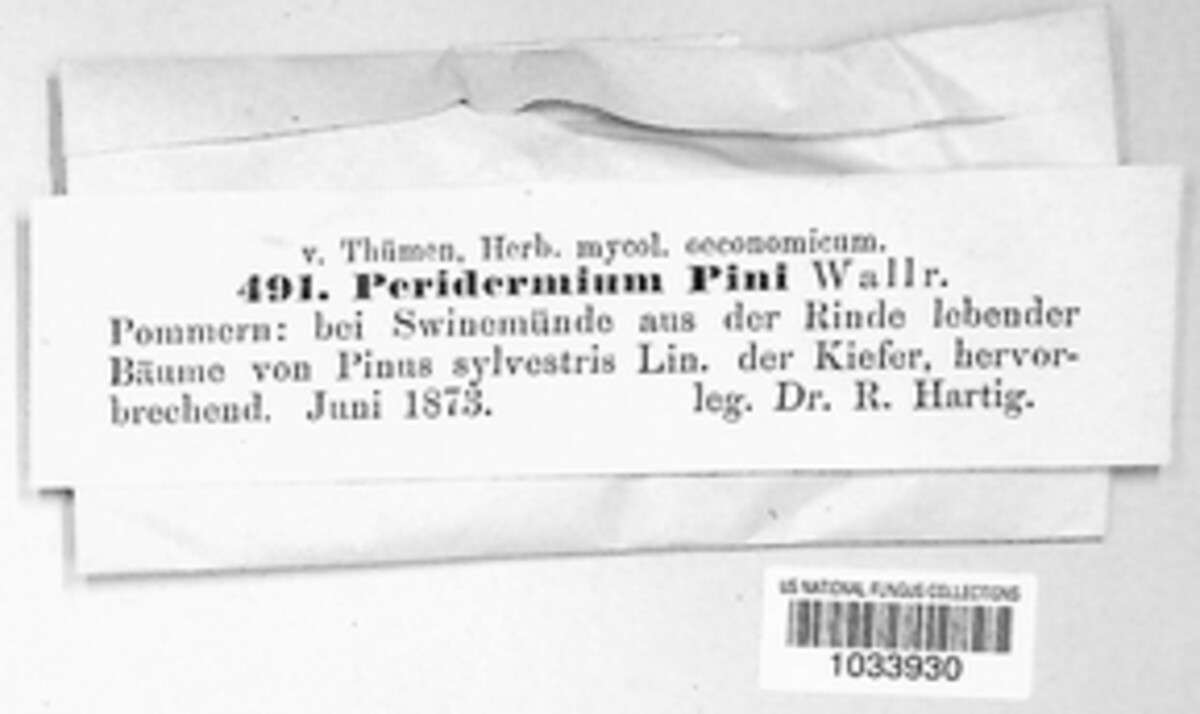 v. Thümen, Herb. mycol. oeconomicum.
491. Peridermium Pini Wallr.
Pommern: bei Swinemünde aus der Rinde lebender
Bäume von Pinus sylvestris Lin. der Kiefer, hervor-
brechend. Juni 1873. leg. Dr. R. Hartig.
US NATIONAL FUNGUS COLLECTIONS
1033930